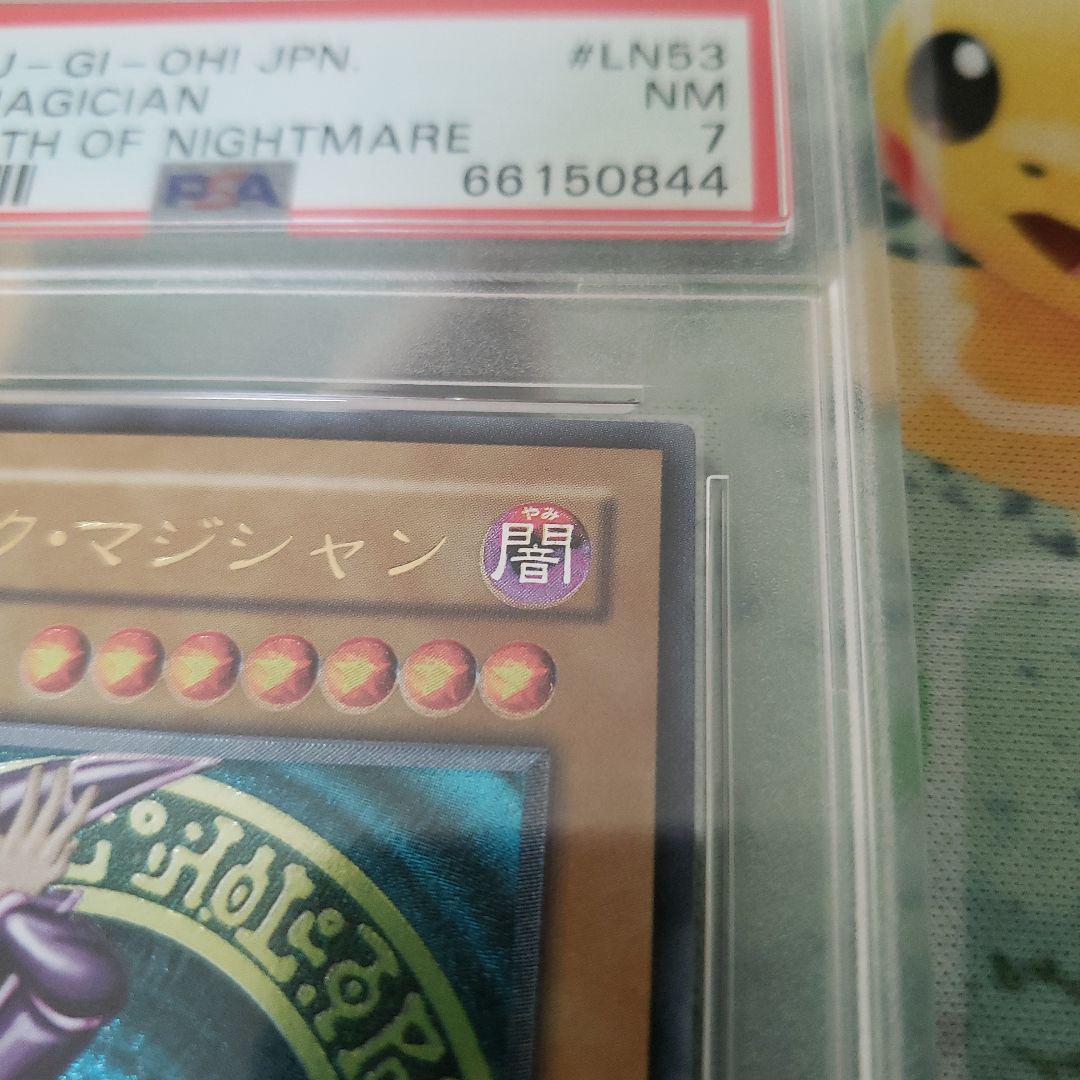 U-GI-OH! JPN. #LN53
MAGICIAN NM
TH OF NIGHTMARE 7
PSA 66150844
ク・マジシャン
やみ
闇